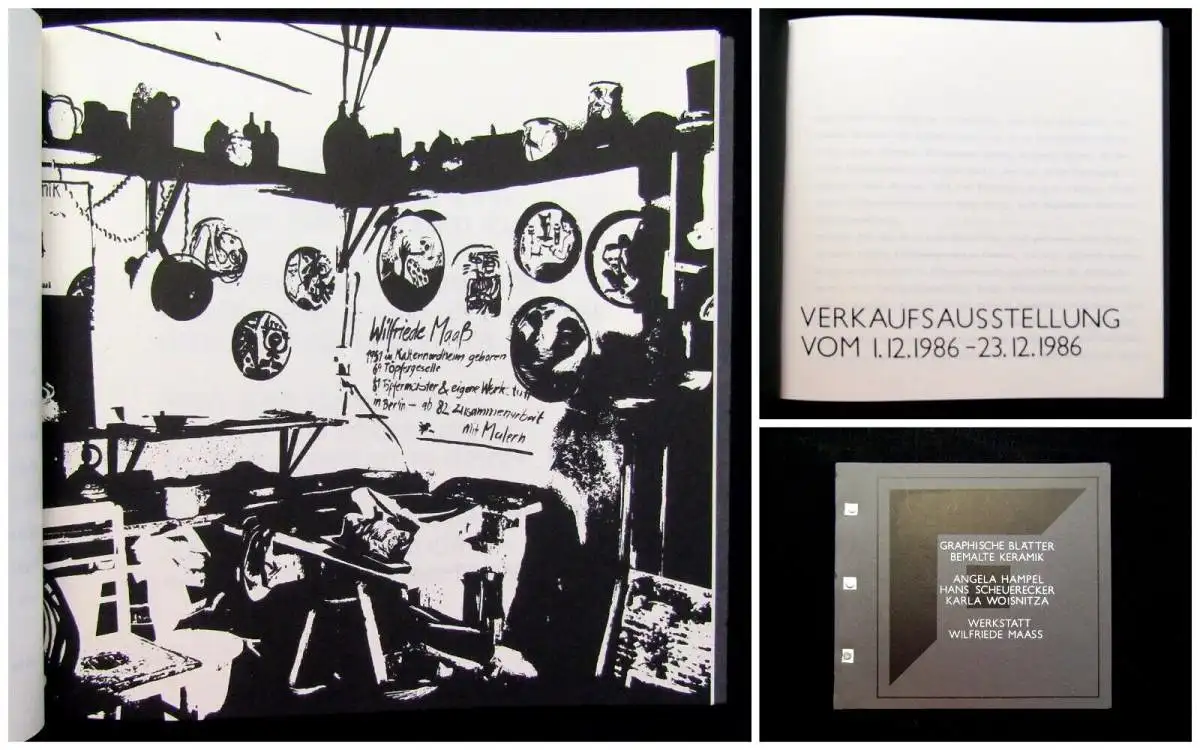 nik
Wilfriede Maaß
1951 in Kaltennordheim geboren
69 Töpfergeselle
81 Töpfermeister & eigene Werkstatt
in Berlin — ab 82 Zusammenarbeit
mit Malern
VERKAUFSAUSSTELLUNG
VOM 1.12.1986 – 23.12.1986
GRAPHISCHE BLÄTTER
BEMALTE KERAMIK
ANGELA HAMPEL
HANS SCHEUERECKER
KARLA WOISNITZA
WERKSTATT
WILFRIEDE MAASS